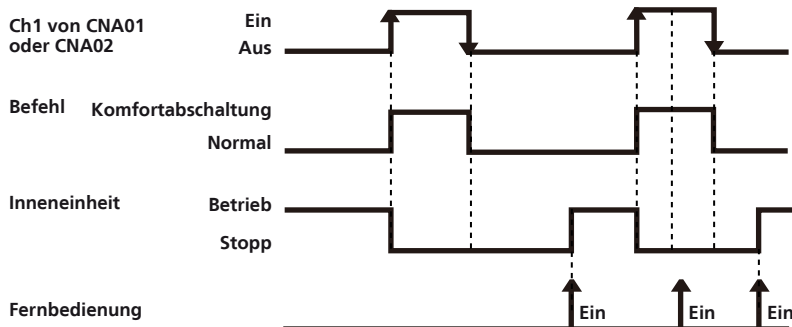 Ch1 von CNA01
oder CNA02
Ein
Aus
Befehl
Komfortabschaltung
Normal
Inneneinheit
Betrieb
Stopp
Fernbedienung
Ein
Ein
Ein